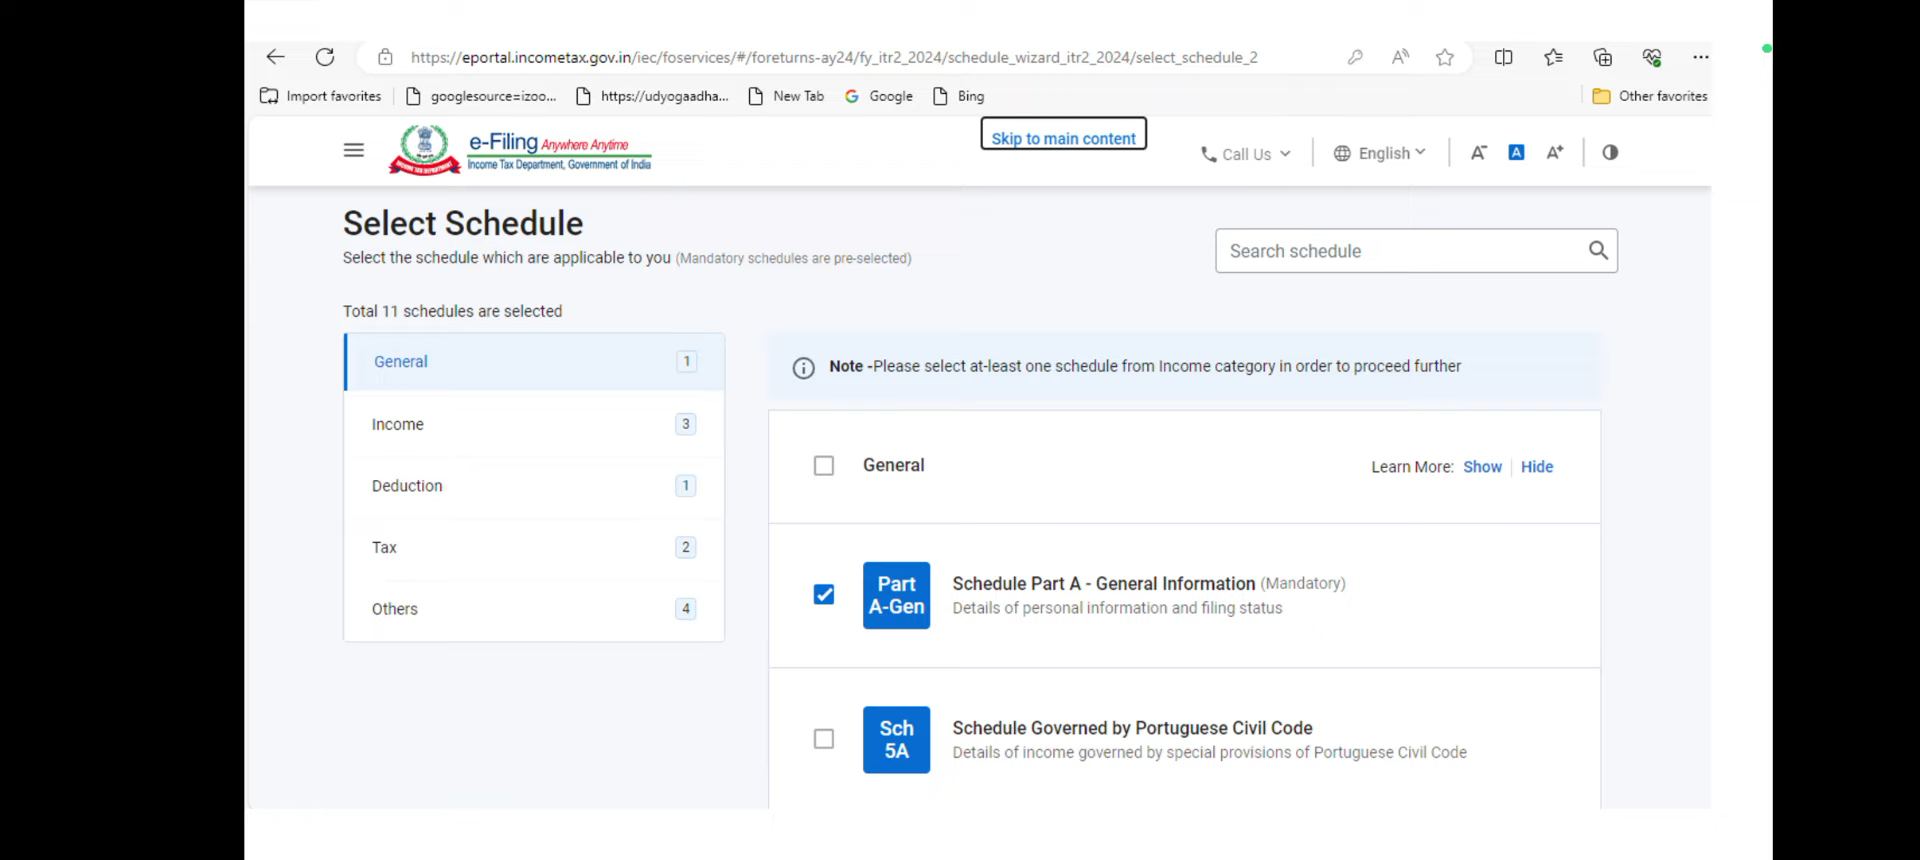 https://eportal.incometax.gov.in/iec/foservices/#/foreturns-ay24/fy_itr2_2024/schedule_wizard_itr2_2024/select_schedule_2
Import favorites googlesource=izoo... https://udyogaadha... New Tab Google Bing Other favorites
Skip to main content
e-Filing Anywhere Anytime
Income Tax Department, Government of India
Call Us English A- A A+
Select Schedule
Select the schedule which are applicable to you (Mandatory schedules are pre-selected)
Search schedule
Total 11 schedules are selected
General 1
Income 3
Deduction 1
Tax 2
Others 4
Note -Please select at-least one schedule from Income category in order to proceed further
General Learn More: Show Hide
Part A-Gen
Schedule Part A - General Information (Mandatory)
Details of personal information and filing status
Sch 5A
Schedule Governed by Portuguese Civil Code
Details of income governed by special provisions of Portuguese Civil Code